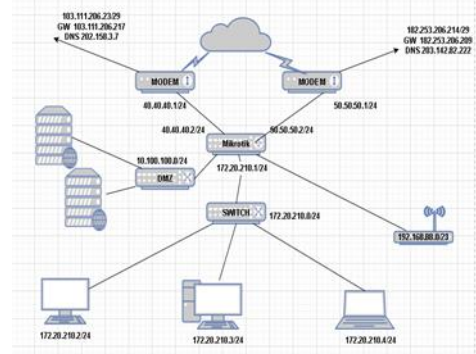 103.111.206.23/29
GW 103.111.206.217
DNS 202.158.3.7
182.253.206.214/29
GW 182.253.206.209
DNS 203.142.82.222
MODEM
MODEM
40.40.40.1/24
50.50.50.1/24
40.40.40.2/24
50.50.50.2/24
Mikrotik
10.100.100.0/24
172.20.210.1/24
DMZ
SWITCH
172.20.210.0/24
192.168.88.0/23
172.20.210.2/24
172.20.210.3/24
172.20.210.4/24